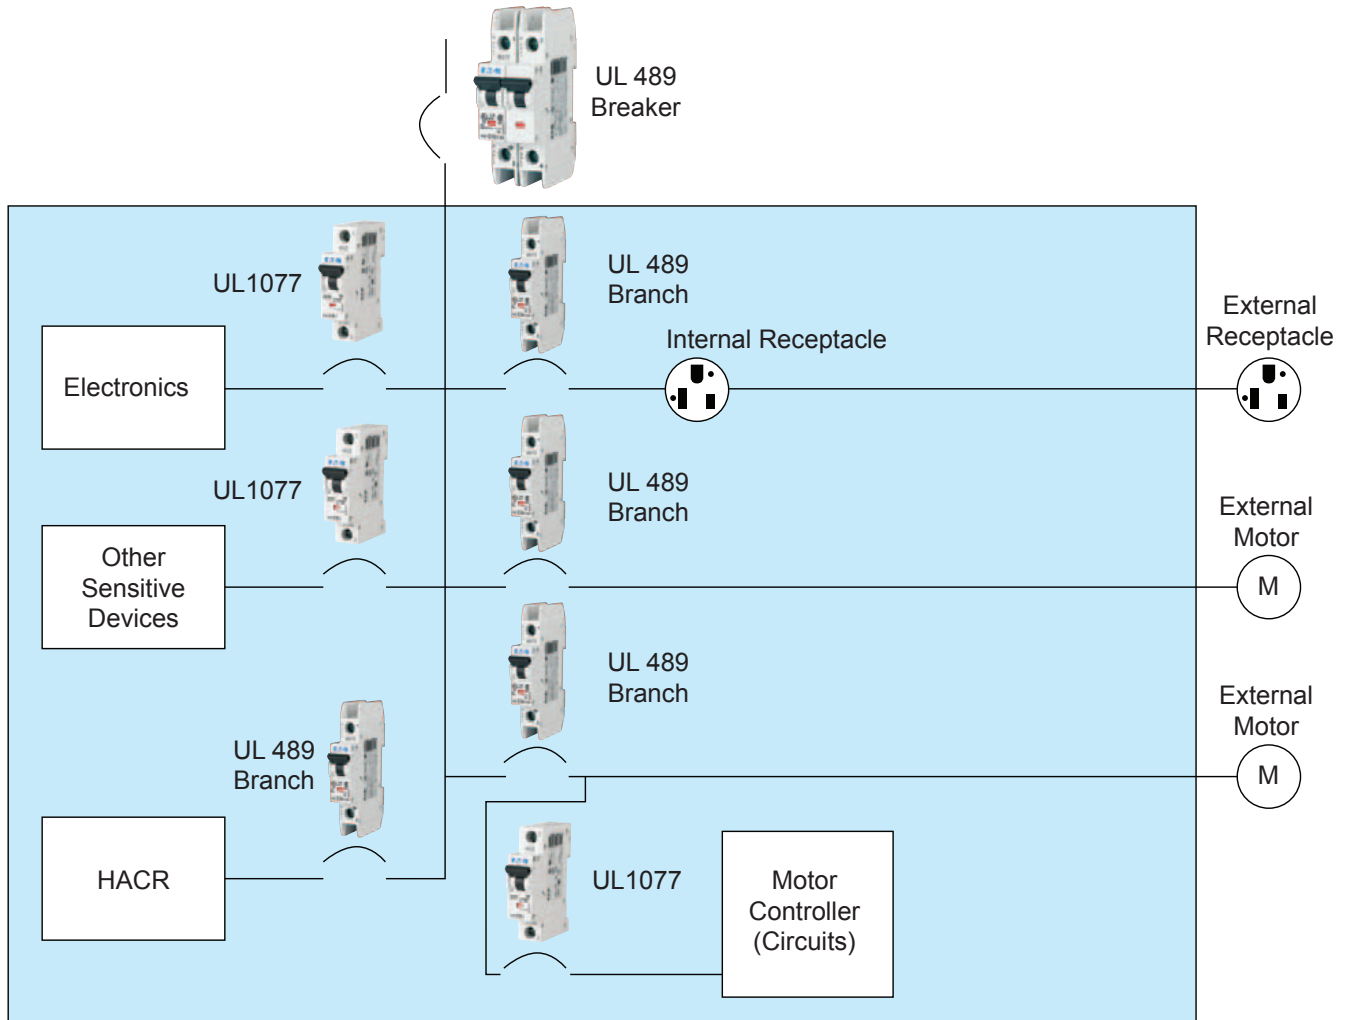 UL 489
Breaker
UL1077
UL 489
Branch
External
Receptacle
Internal Receptacle
Electronics
UL1077
UL 489
Branch
External
Motor
Other
Sensitive
Devices
M
UL 489
Branch
External
Motor
UL 489
Branch
M
HACR
UL1077
Motor
Controller
(Circuits)